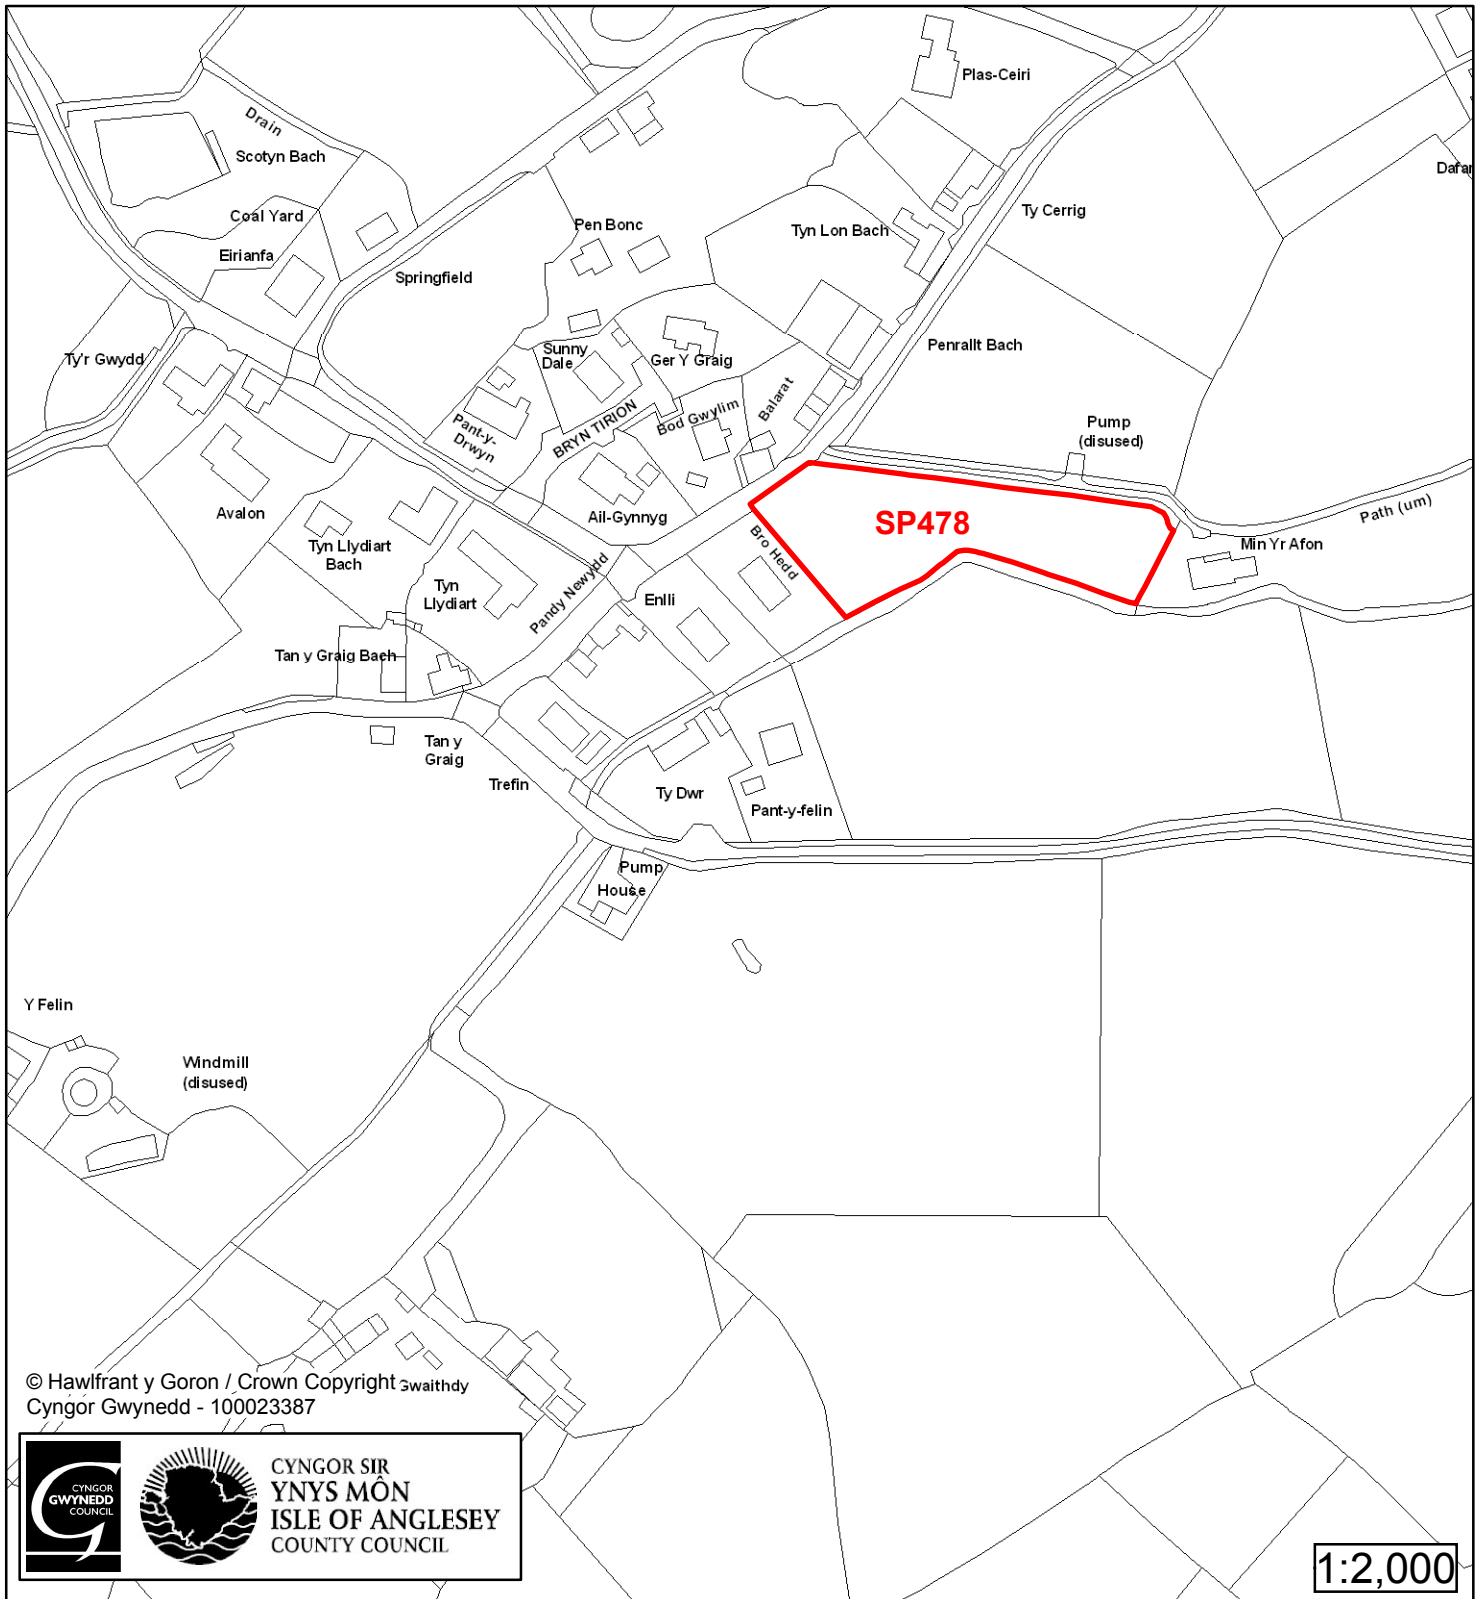 Plas-Ceiri
Drain
Scotyn Bach
Coal Yard
Eirianfa
Springfield
Pen Bonc
Tyn Lon Bach
Ty Cerrig
Ty'r Gwydd
Sunny
Dale
Ger Y Graig
Penrallt Bach
Balarat
Bod Gwylim
BRYN TIRION
Pant-y-
Drwyn
Pump
(disused)
Avalon
Ail-Gynnyg
SP478
Path (um)
Min Yr Afon
Bro Hedd
Tyn Llydiart
Bach
Tyn
Llydiart
Pandy Newydd
Enlli
Tan y Graig Bach
Tan y
Graig
Trefin
Ty Dwr
Pant-y-felin
Pump
House
Y Felin
Windmill
(disused)
© Hawlfrant y Goron / Crown Copyright
Cyngor Gwynedd - 100023387
Gwaithdy
CYNGOR
GWYNEDD
COUNCIL
CYNGOR SIR
YNYS MÔN
ISLE OF ANGLESEY
COUNTY COUNCIL
1:2,000